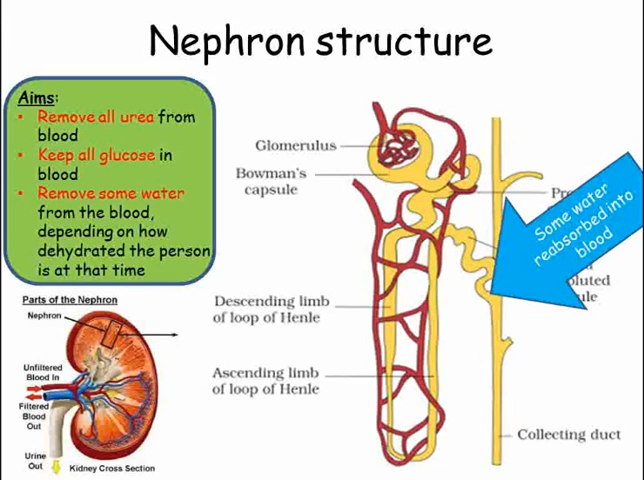 Nephron structure
Aims:
• Remove all urea from
blood
• Keep all glucose in
blood
• Remove some water
from the blood,
depending on how
dehydrated the person
is at that time
Glomerulus
Bowman's
capsule
Some water
reabsorbed into
blood
Parts of the Nephron
Nephron
Unfiltered
Blood In
Filtered
Blood
Out
Urine
Out
Kidney Cross Section
Descending limb
of loop of Henle
Ascending limb
of loop of Henle
Collecting duct